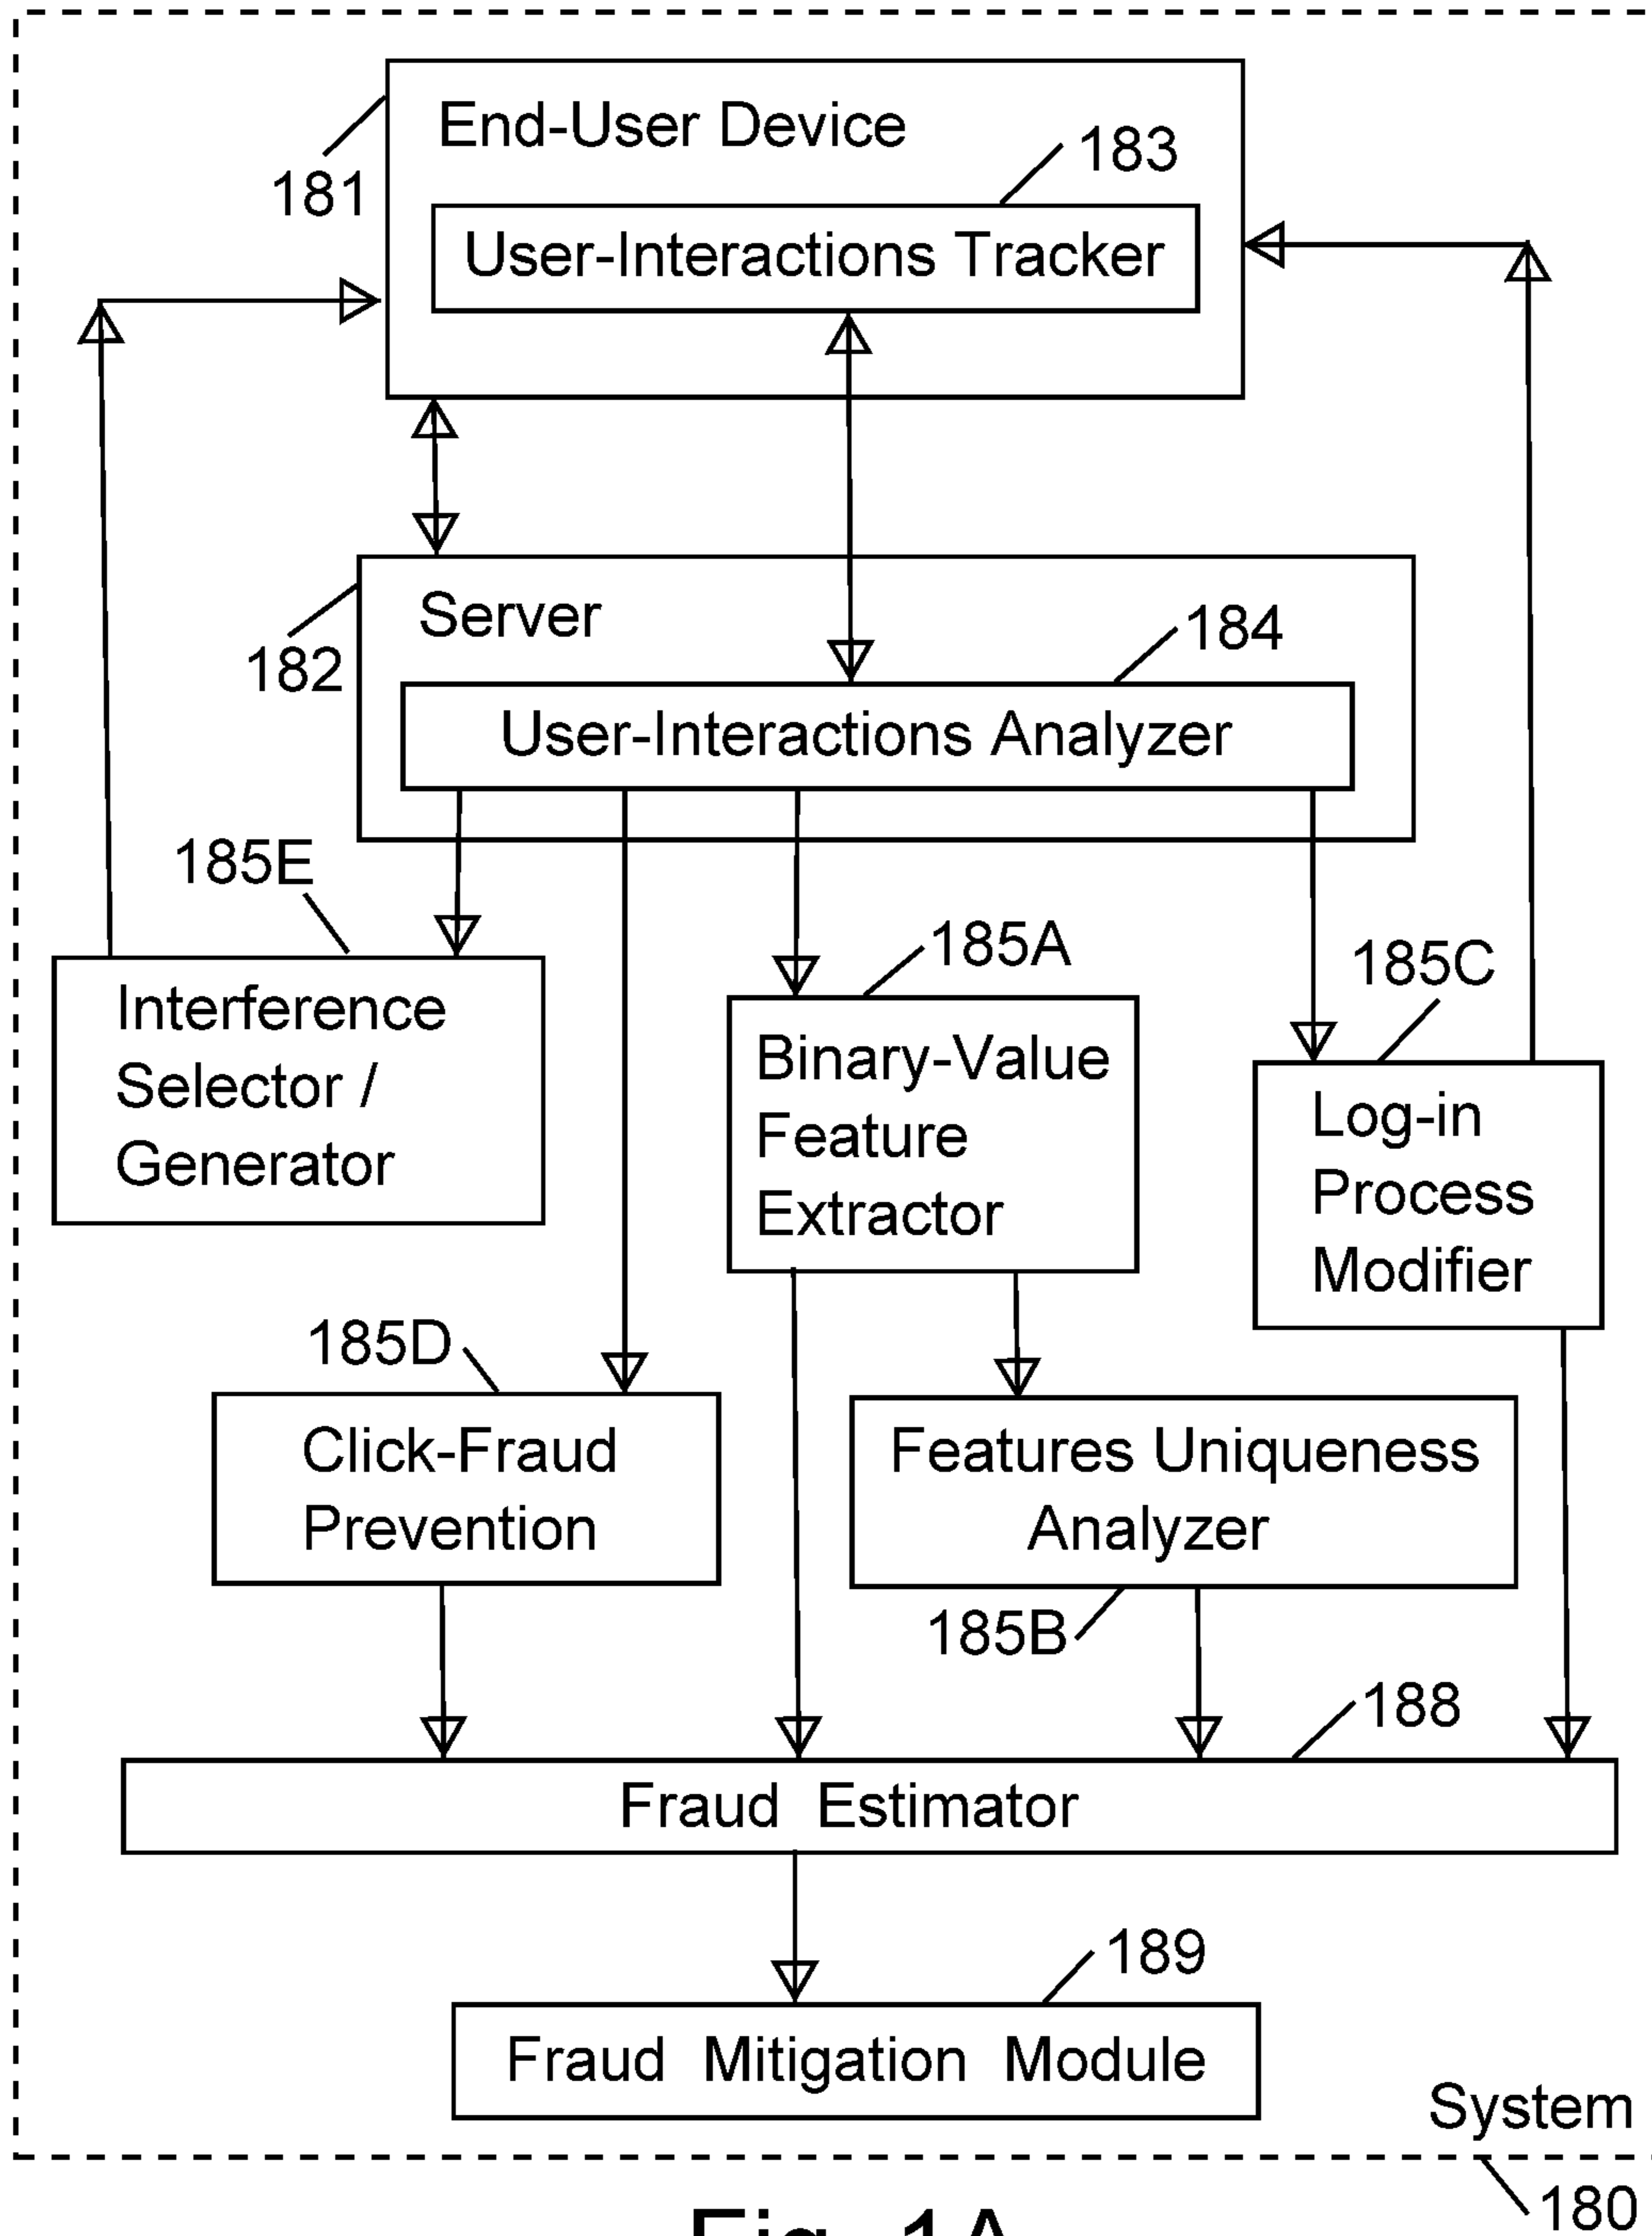 End-User Device
183
181
User-Interactions Tracker
Server
184
182
User-Interactions Analyzer
185E
185A
185C
Interference
Selector /
Generator
Binary-Value
Feature
Extractor
Log-in
Process
Modifier
185D
Click-Fraud
Prevention
Features Uniqueness
Analyzer
185B
188
Fraud Estimator
189
Fraud Mitigation Module
System
180
Fig. 1A